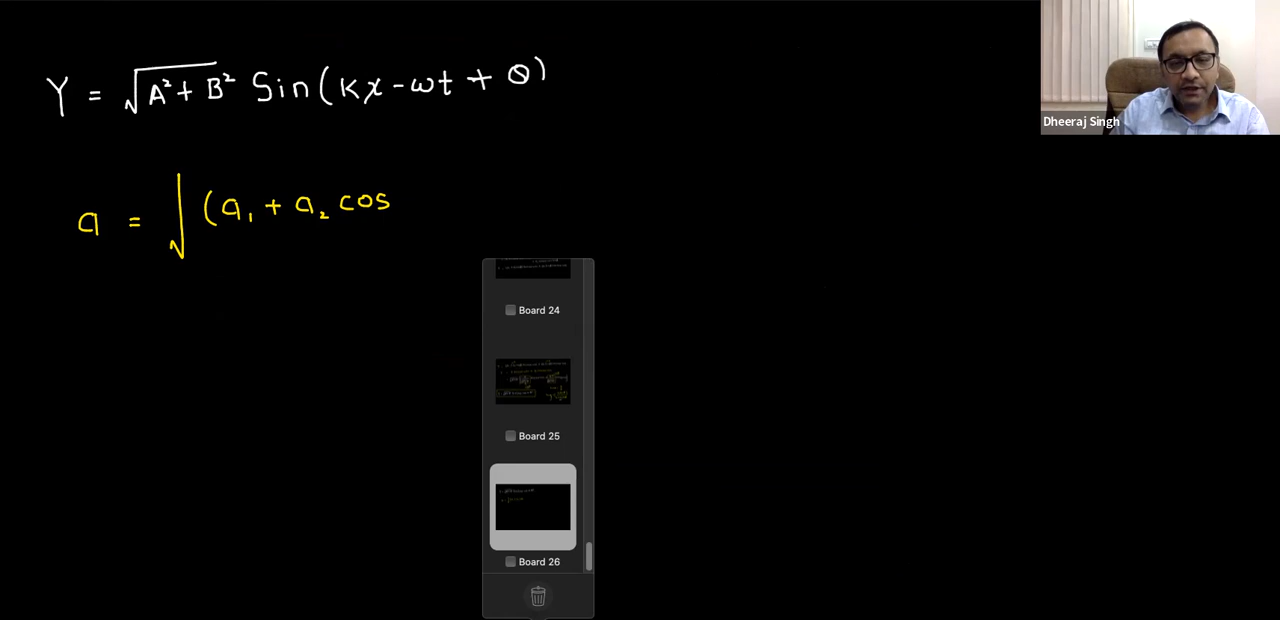 Y = √A² + B² Sin(Kx - ωt + θ)
Dheeraj Singh
a = √(a₁ + a₂ cos
Board 24
Board 25
Board 26